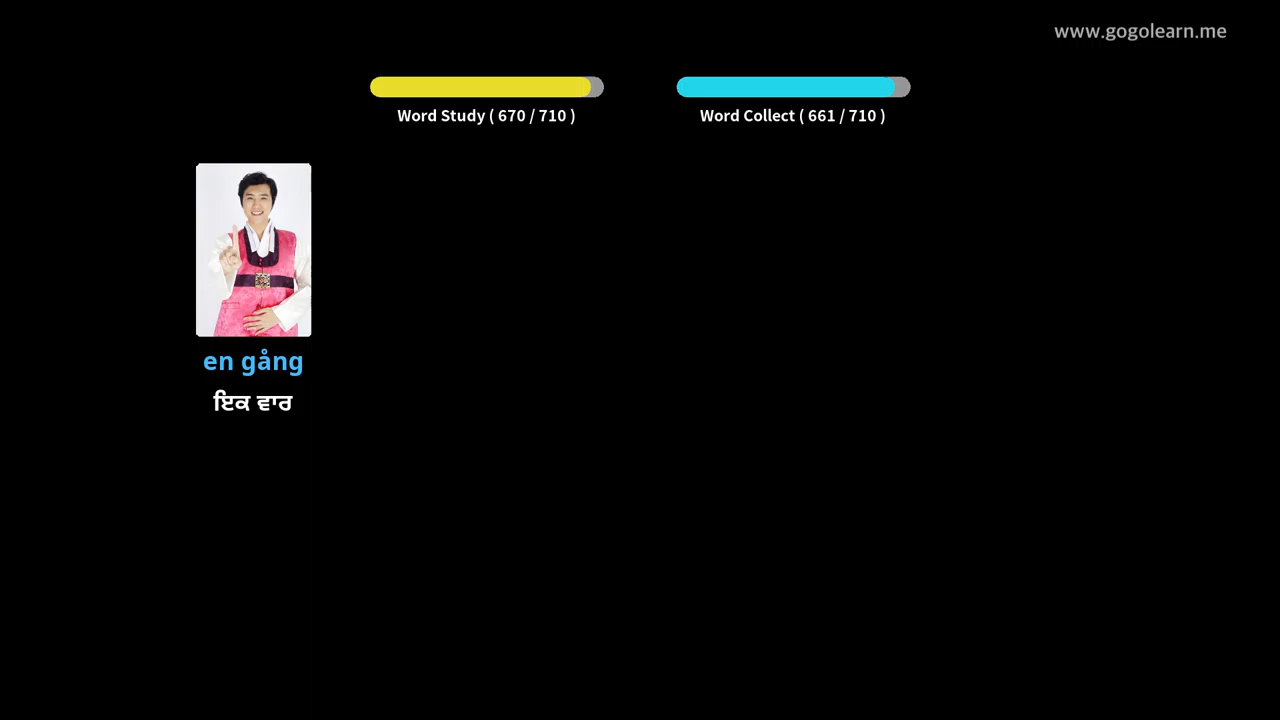 www.gogolearn.me
Word Study ( 670 / 710 )
Word Collect ( 661 / 710 )
en gång
ਇਕ ਵਾਰ